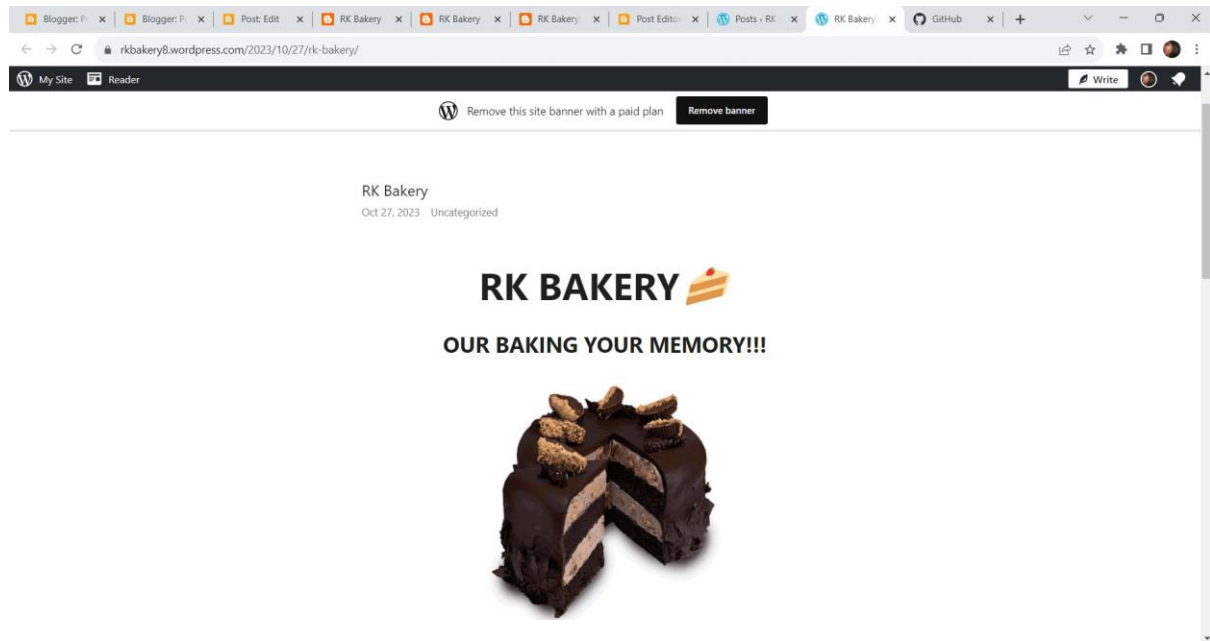 Blogger: P
Blogger: P
Post: Edit
RK Bakery
RK Bakery
RK Bakery:
Post Editor
Posts ‹ RK
RK Bakery
GitHub
rkbakery8.wordpress.com/2023/10/27/rk-bakery/
My Site Reader Write
Remove this site banner with a paid plan Remove banner
RK Bakery
Oct 27, 2023 Uncategorized
RK BAKERY🍰
OUR BAKING YOUR MEMORY!!!